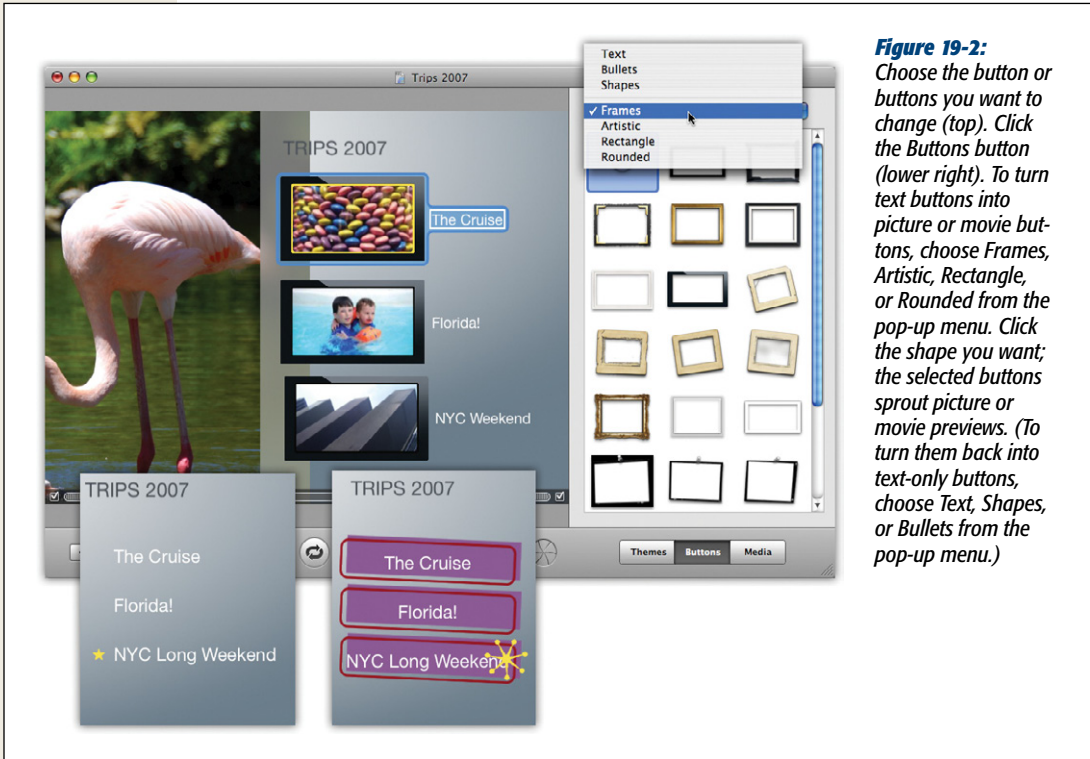 Trips 2007
Text
Bullets
Shapes
✓ Frames
Artistic
Rectangle
Rounded
TRIPS 2007
The Cruise
Florida!
NYC Weekend
Themes
Buttons
Media
TRIPS 2007
The Cruise
Florida!
NYC Long Weekend
TRIPS 2007
The Cruise
Florida!
NYC Long Weekend
Figure 19-2:
Choose the button or
buttons you want to
change (top). Click
the Buttons button
(lower right). To turn
text buttons into
picture or movie but-
tons, choose Frames,
Artistic, Rectangle,
or Rounded from the
pop-up menu. Click
the shape you want;
the selected buttons
sprout picture or
movie previews. (To
turn them back into
text-only buttons,
choose Text, Shapes,
or Bullets from the
pop-up menu.)